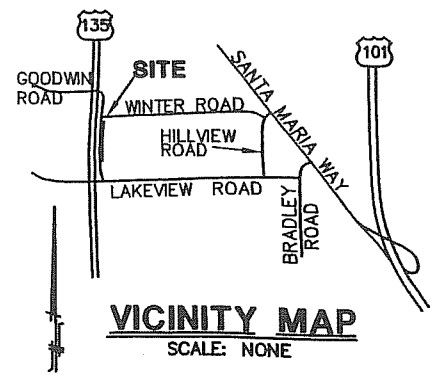 135
101
GOODWIN
ROAD
SITE
WINTER ROAD
SANTA MARIA WAY
HILLVIEW
ROAD
LAKEVIEW ROAD
BRADLEY
ROAD
VICINITY MAP
SCALE: NONE